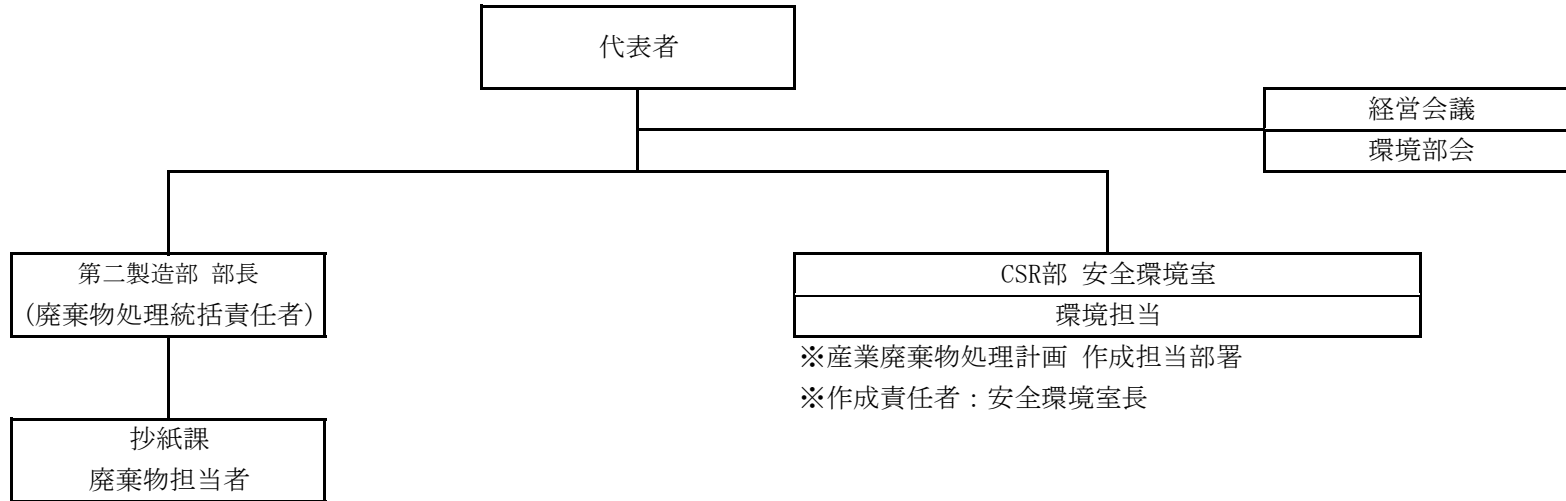 代表者
経営会議
環境部会
第二製造部 部長
(廃棄物処理統括責任者)
CSR部 安全環境室
環境担当
※産業廃棄物処理計画 作成担当部署
※作成責任者：安全環境室長
抄紙課
廃棄物担当者